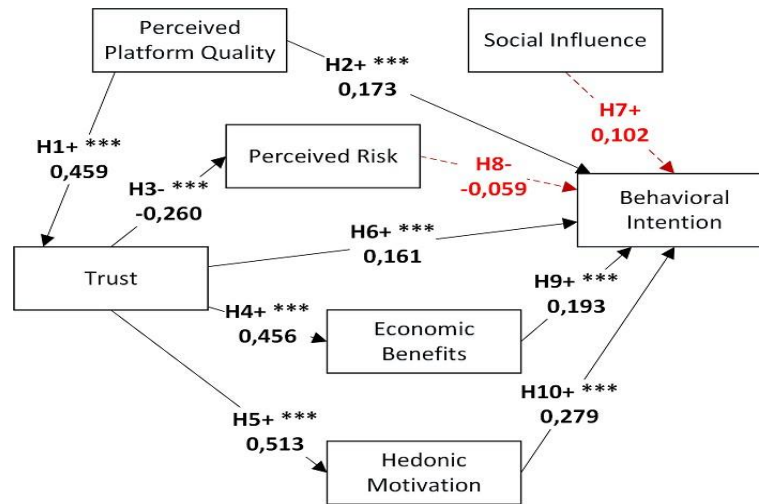 Perceived
Platform Quality
Social Influence
H2+ ***
0,173
H7+
0,102
H1+ ***
0,459
Perceived Risk
H8-
-0,059
H3- ***
-0,260
Behavioral
Intention
H6+ ***
0,161
Trust
H9+ ***
0,193
H4+ ***
0,456
Economic
Benefits
H10+ ***
0,279
H5+ ***
0,513
Hedonic
Motivation